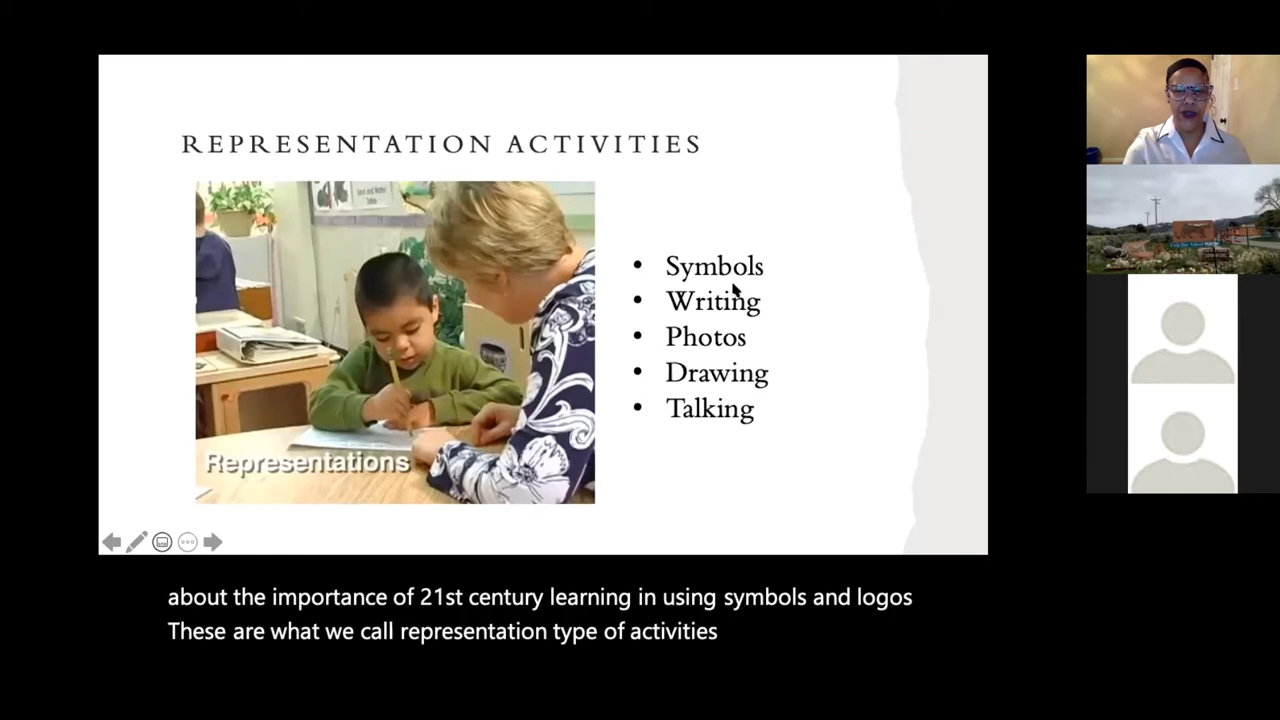 REPRESENTATION ACTIVITIES
Representations
• Symbols
• Writing
• Photos
• Drawing
• Talking
about the importance of 21st century learning in using symbols and logos
These are what we call representation type of activities